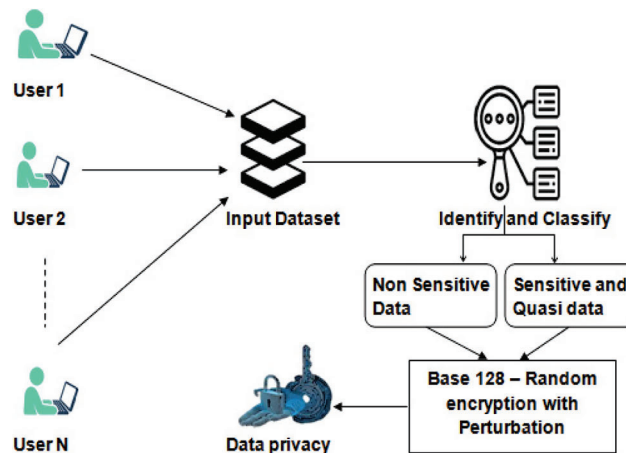 User 1
User 2
Input Dataset
Identify and Classify
Non Sensitive
Data
Sensitive and
Quasi data
Base 128 – Random
encryption with
Perturbation
User N
Data privacy